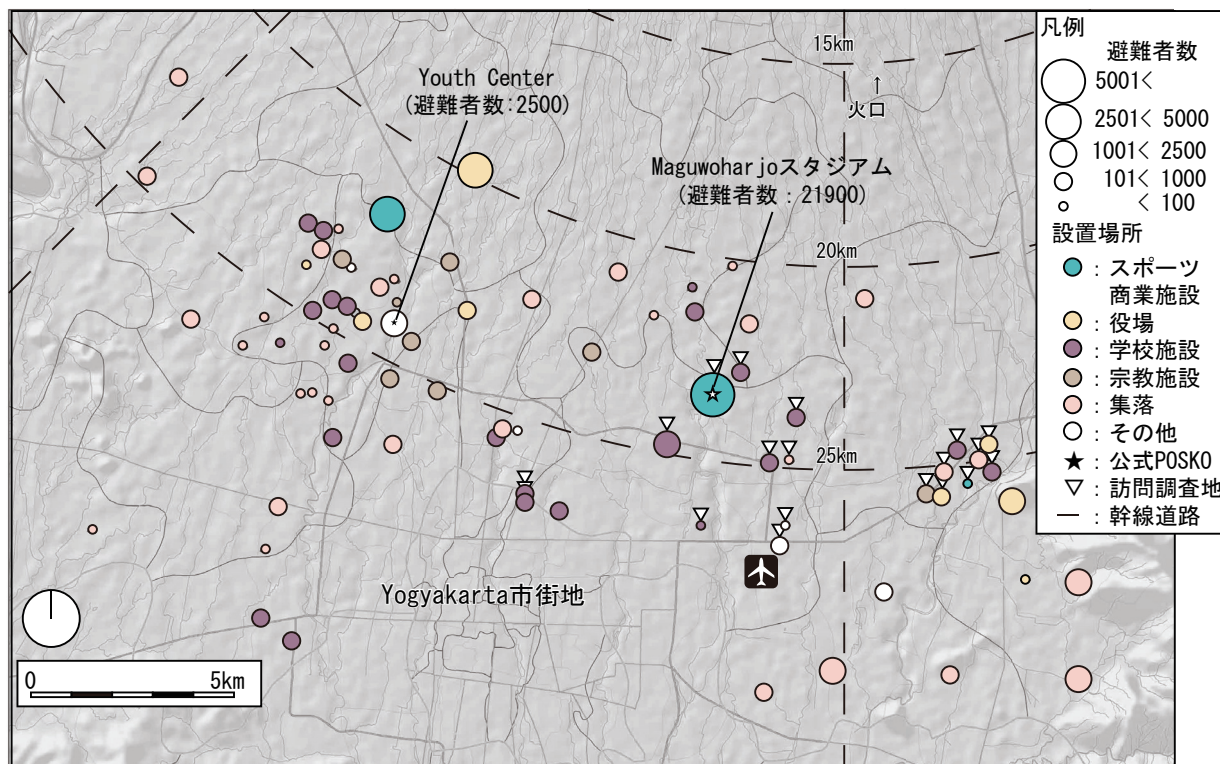 15km
↑
火口
Youth Center
(避難者数:2500)
Maguwoharjoスタジアム
(避難者数：21900)
20km
25km
Yogyakarta市街地
0 5km
凡例
避難者数
5001<
2501< 5000
1001< 2500
101< 1000
< 100
設置場所
：スポーツ
商業施設
：役場
：学校施設
：宗教施設
：集落
：その他
★：公式POSKO
▽：訪問調査地
―：幹線道路